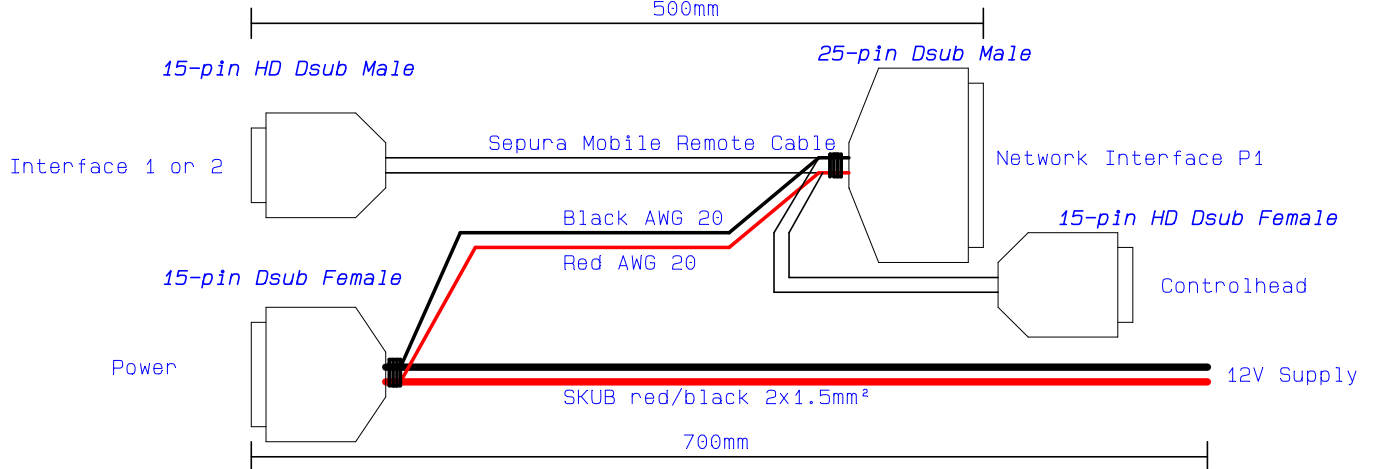 500mm
25-pin Dsub Male
15-pin HD Dsub Male
Sepura Mobile Remote Cable
Network Interface P1
Interface 1 or 2
Black AWG 20
15-pin HD Dsub Female
Red AWG 20
15-pin Dsub Female
Controlhead
Power
12V Supply
SKUB red/black 2x1.5mm²
700mm